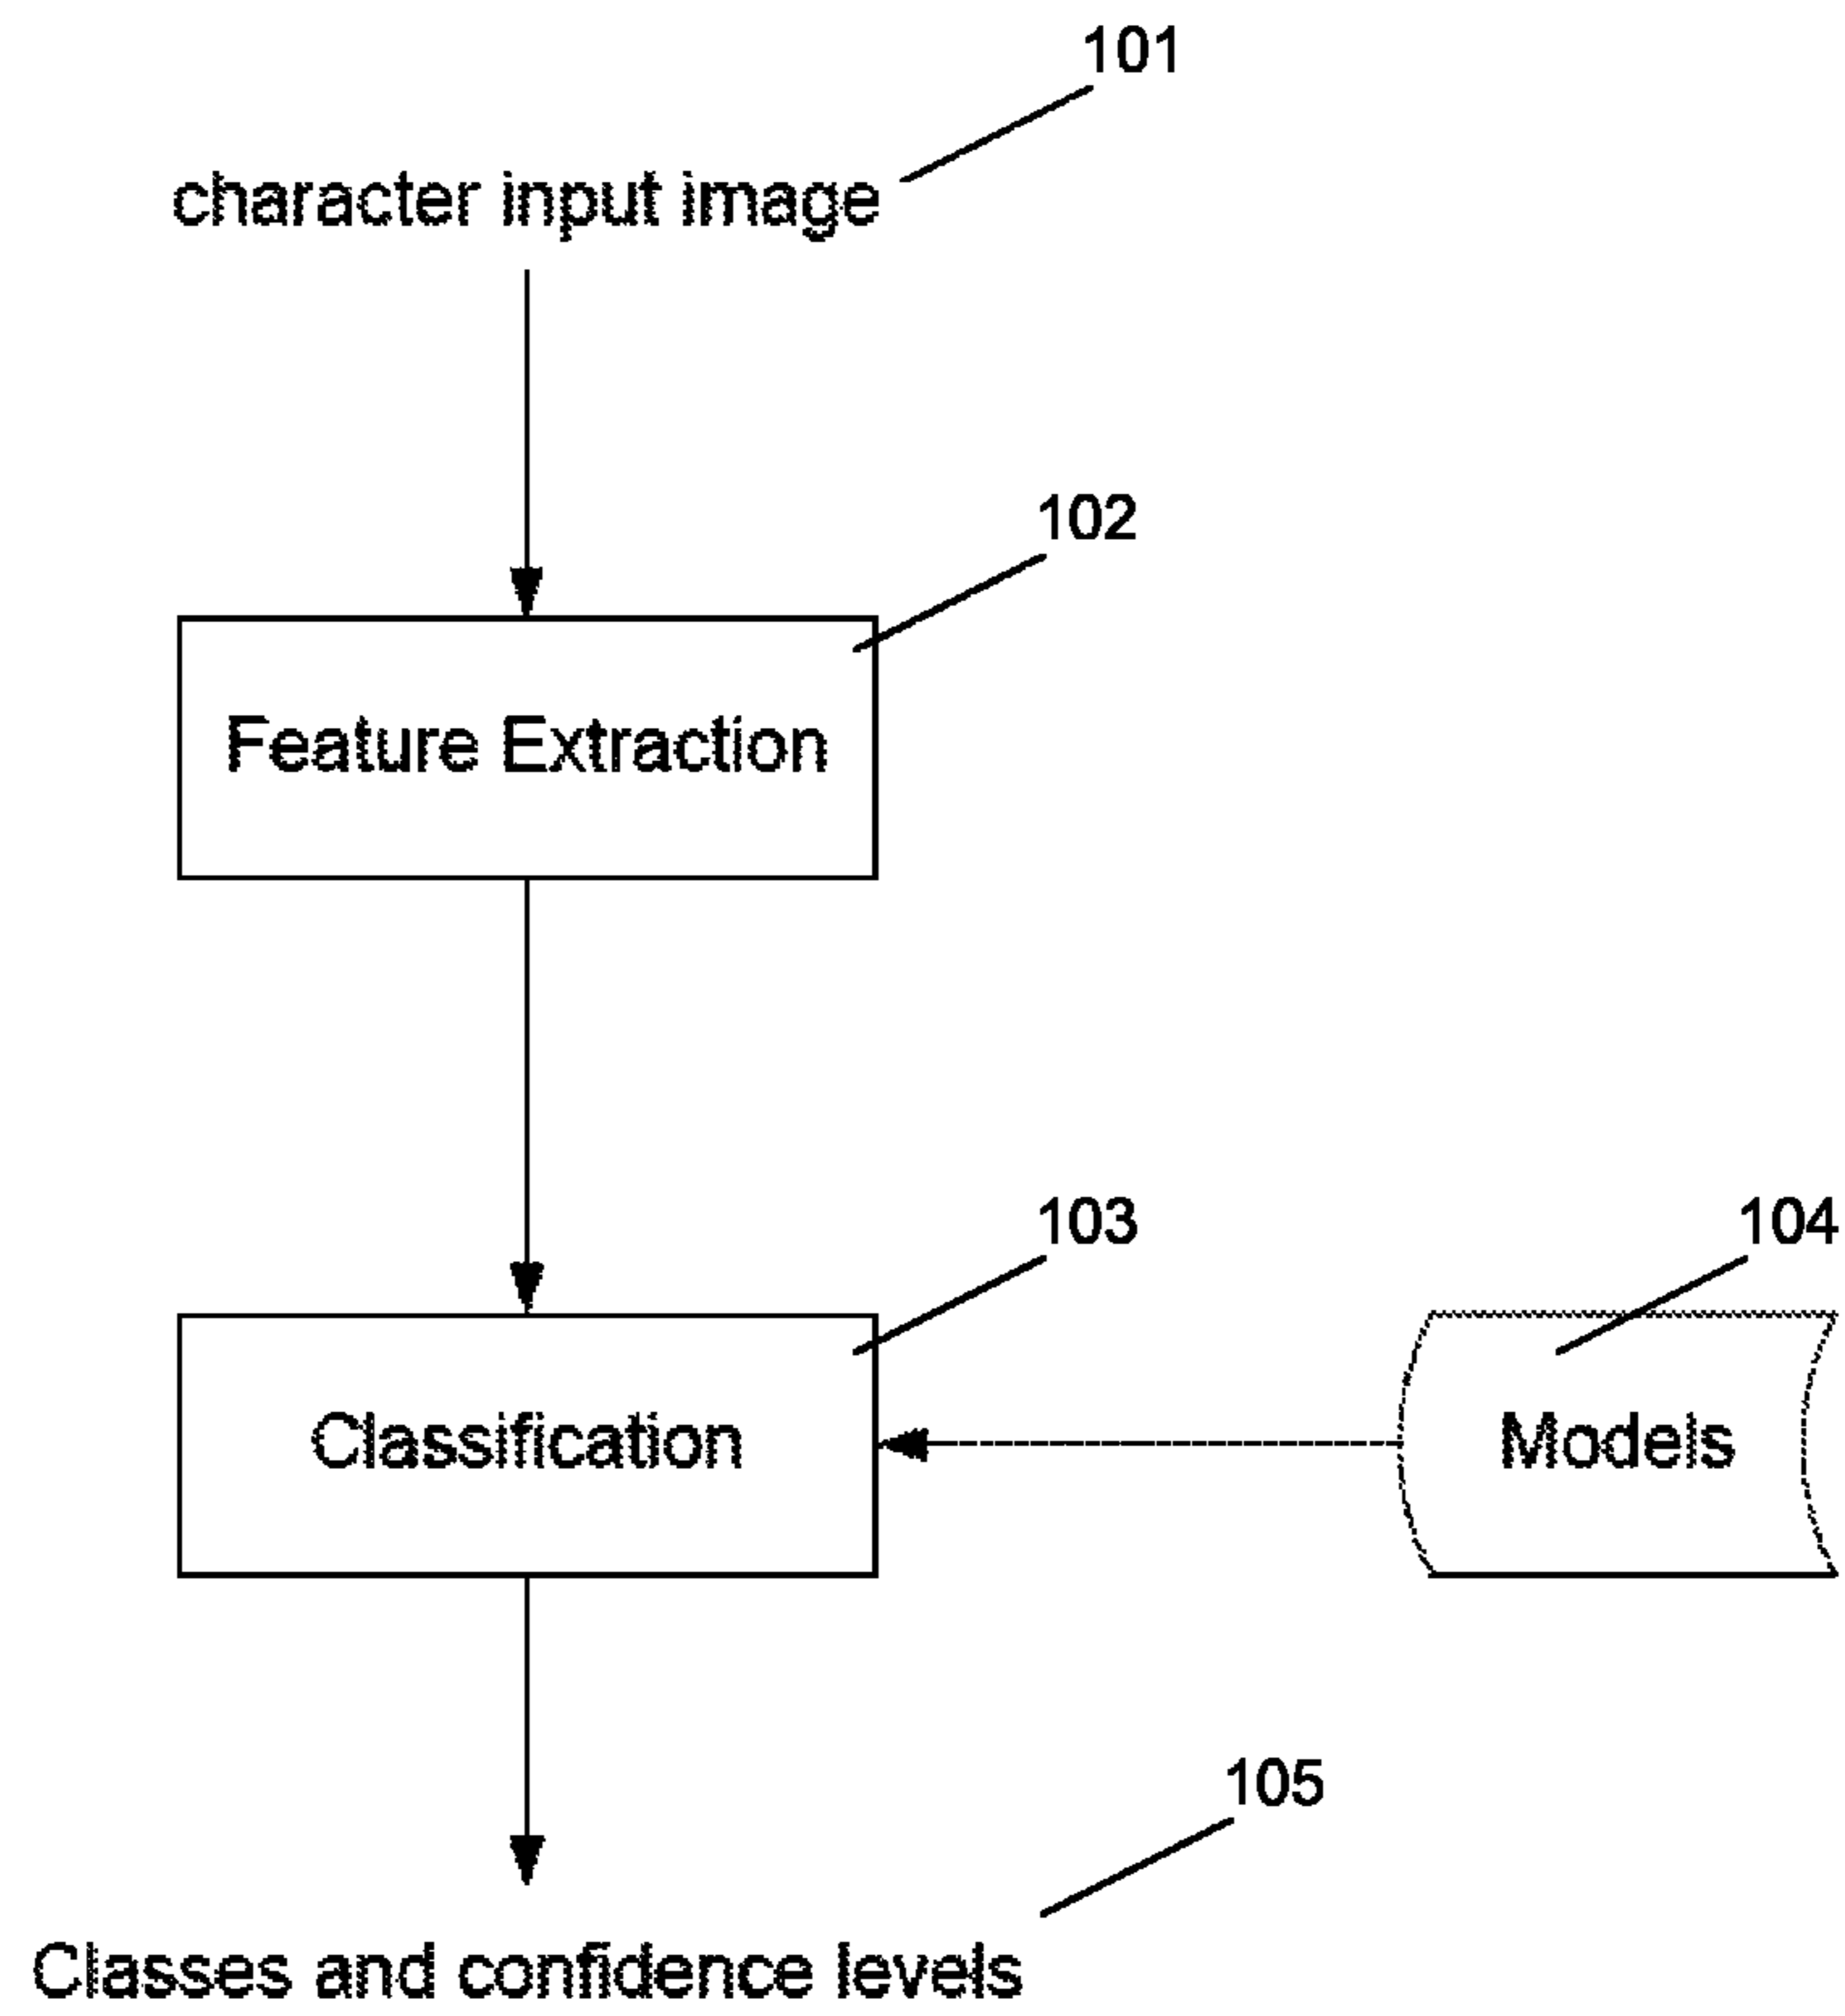 101
character input image
102
Feature Extraction
103
104
Classification
Models
105
Classes and confidence levels